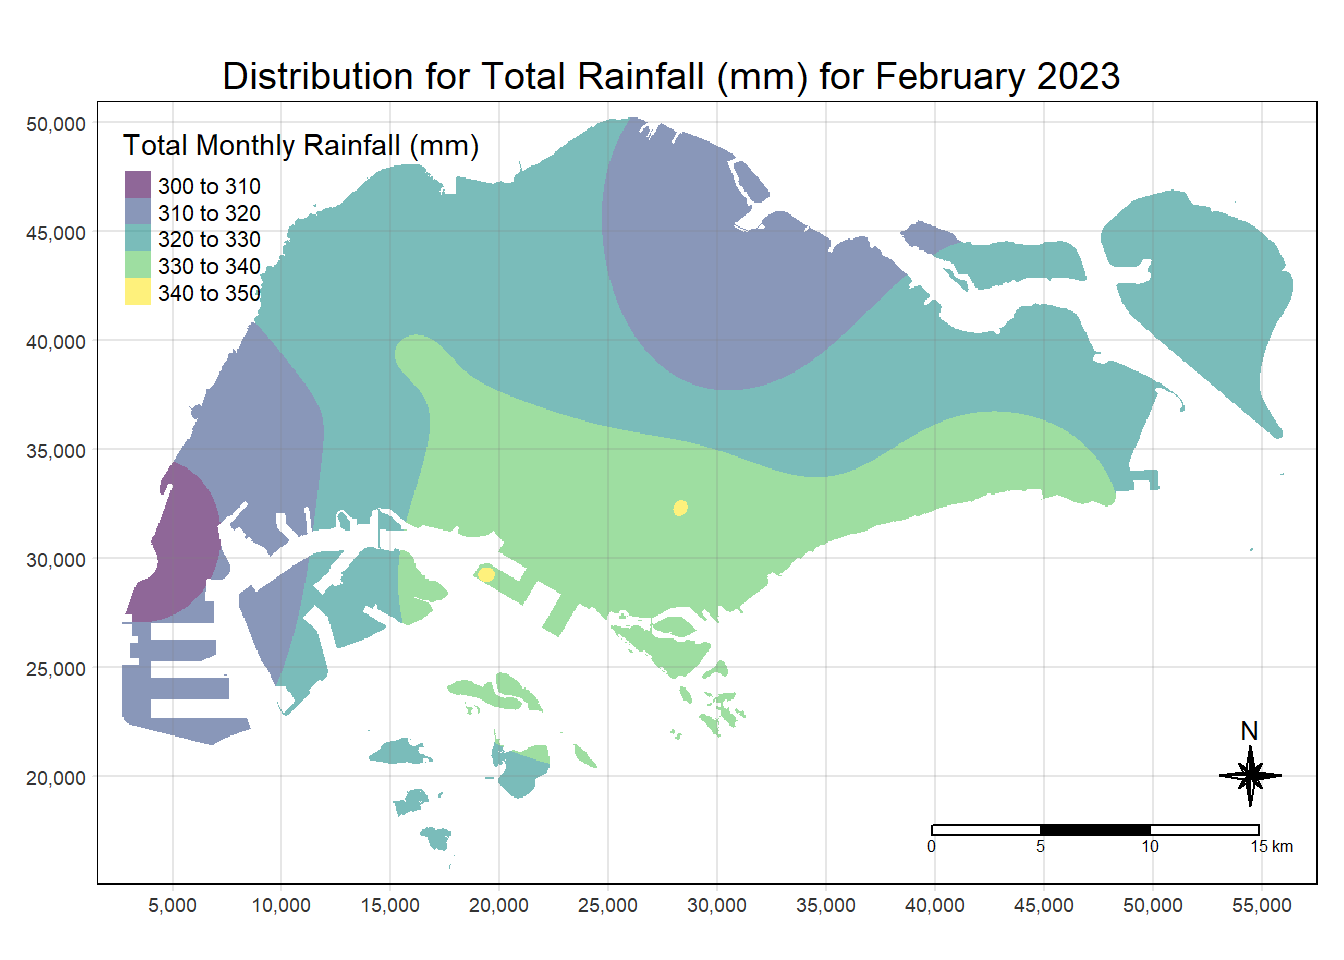 Distribution for Total Rainfall (mm) for February 2023
Total Monthly Rainfall (mm)
300 to 310
310 to 320
320 to 330
330 to 340
340 to 350
50,000
45,000
40,000
35,000
30,000
25,000
20,000
N
0 5 10 15 km
5,000 10,000 15,000 20,000 25,000 30,000 35,000 40,000 45,000 50,000 55,000